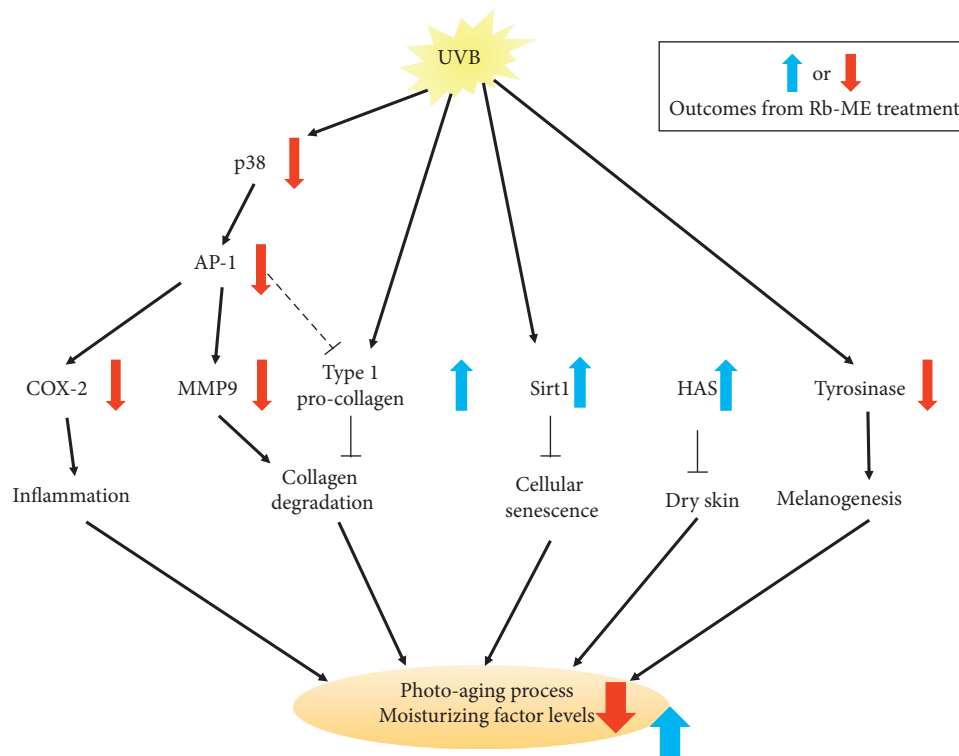 UVB
or
Outcomes from Rb-ME treatment
p38
AP-1
COX-2
MMP9
Type 1
pro-collagen
Sirt1
HAS
Tyrosinase
Inflammation
Collagen
degradation
Cellular
senescence
Dry skin
Melanogenesis
Photo-aging process
Moisturizing factor levels